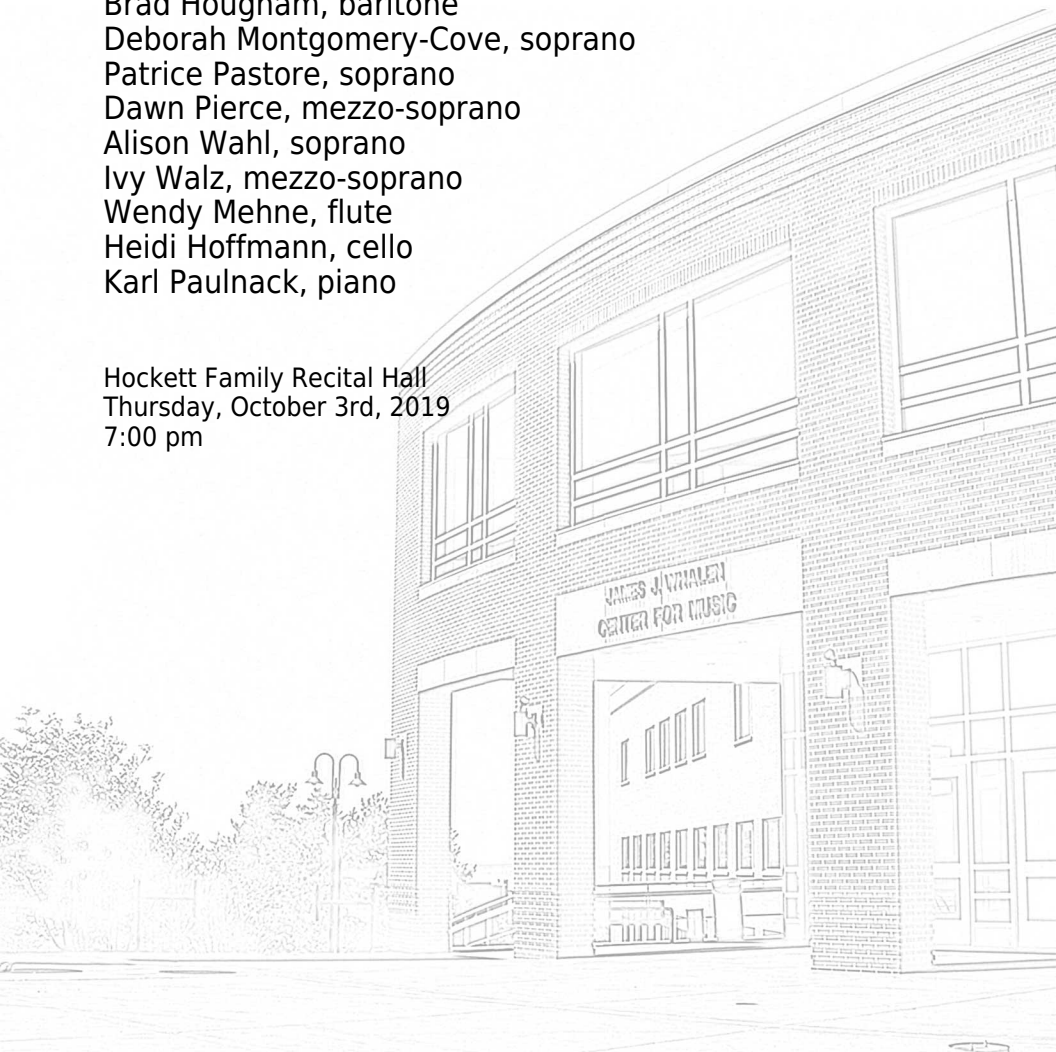 Brad Hougham, baritone
Deborah Montgomery-Cove, soprano
Patrice Pastore, soprano
Dawn Pierce, mezzo-soprano
Alison Wahl, soprano
Ivy Walz, mezzo-soprano
Wendy Mehne, flute
Heidi Hoffmann, cello
Karl Paulnack, piano
Hockett Family Recital Hall
Thursday, October 3rd, 2019
7:00 pm
JAMES J. WHALEN
CENTER FOR MUSIC